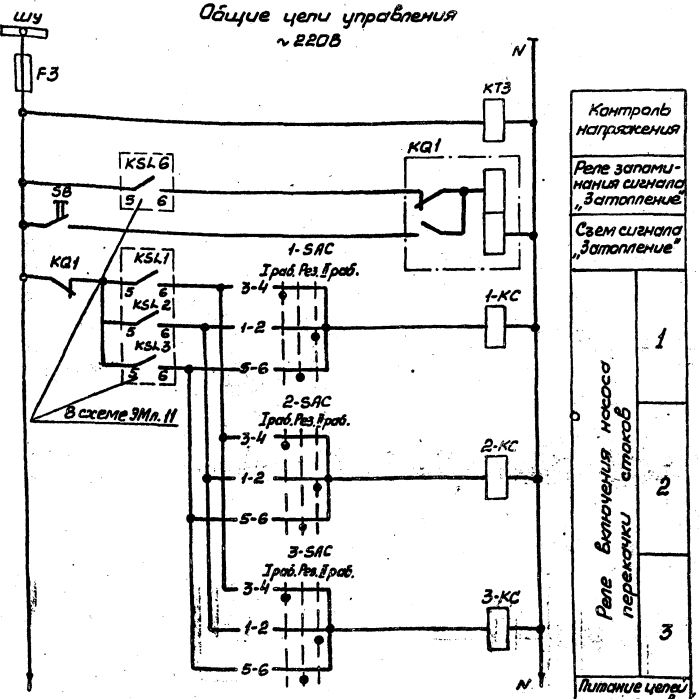 Общие цепи управления
~220В
ШУ
N
F3
КТ3
Контроль
напряжения
KSL6
5 6
KQ1
Реле запоми-
нания сигнала
„Затопление"
SB
Съем сигнала
„Затопление"
KQ1
KSL1
5 6
KSL2
5 6
KSL3
5 6
В схеме ЭМл.11
1-SAC
I раб. Рез. II раб.
3-4
1-2
5-6
1-КС
1
2-SAC
I раб. Рез. II раб.
3-4
1-2
5-6
2-КС
2
3-SAC
I раб. Рез. II раб.
3-4
1-2
5-6
3-КС
3
Реле включения насоса
перекачки стоков
N
Питание цепей